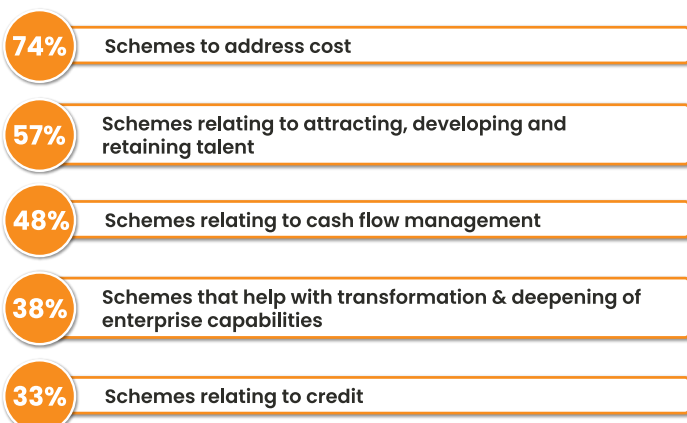 74%
Schemes to address cost
57%
Schemes relating to attracting, developing and
retaining talent
48%
Schemes relating to cash flow management
38%
Schemes that help with transformation & deepening of
enterprise capabilities
33%
Schemes relating to credit